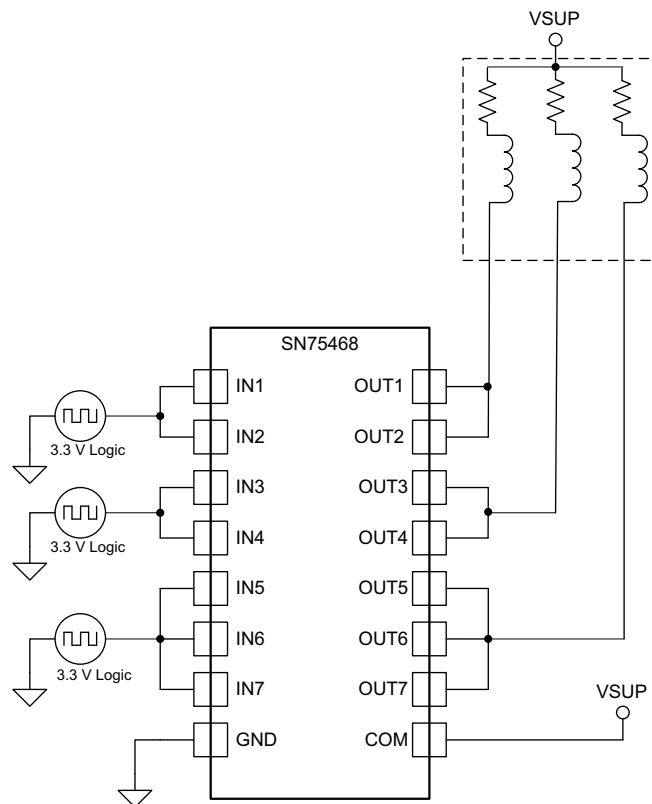 VSUP
SN75468
IN1
OUT1
IN2
OUT2
3.3 V Logic
IN3
OUT3
IN4
OUT4
3.3 V Logic
IN5
OUT5
IN6
OUT6
3.3 V Logic
IN7
OUT7
VSUP
GND
COM